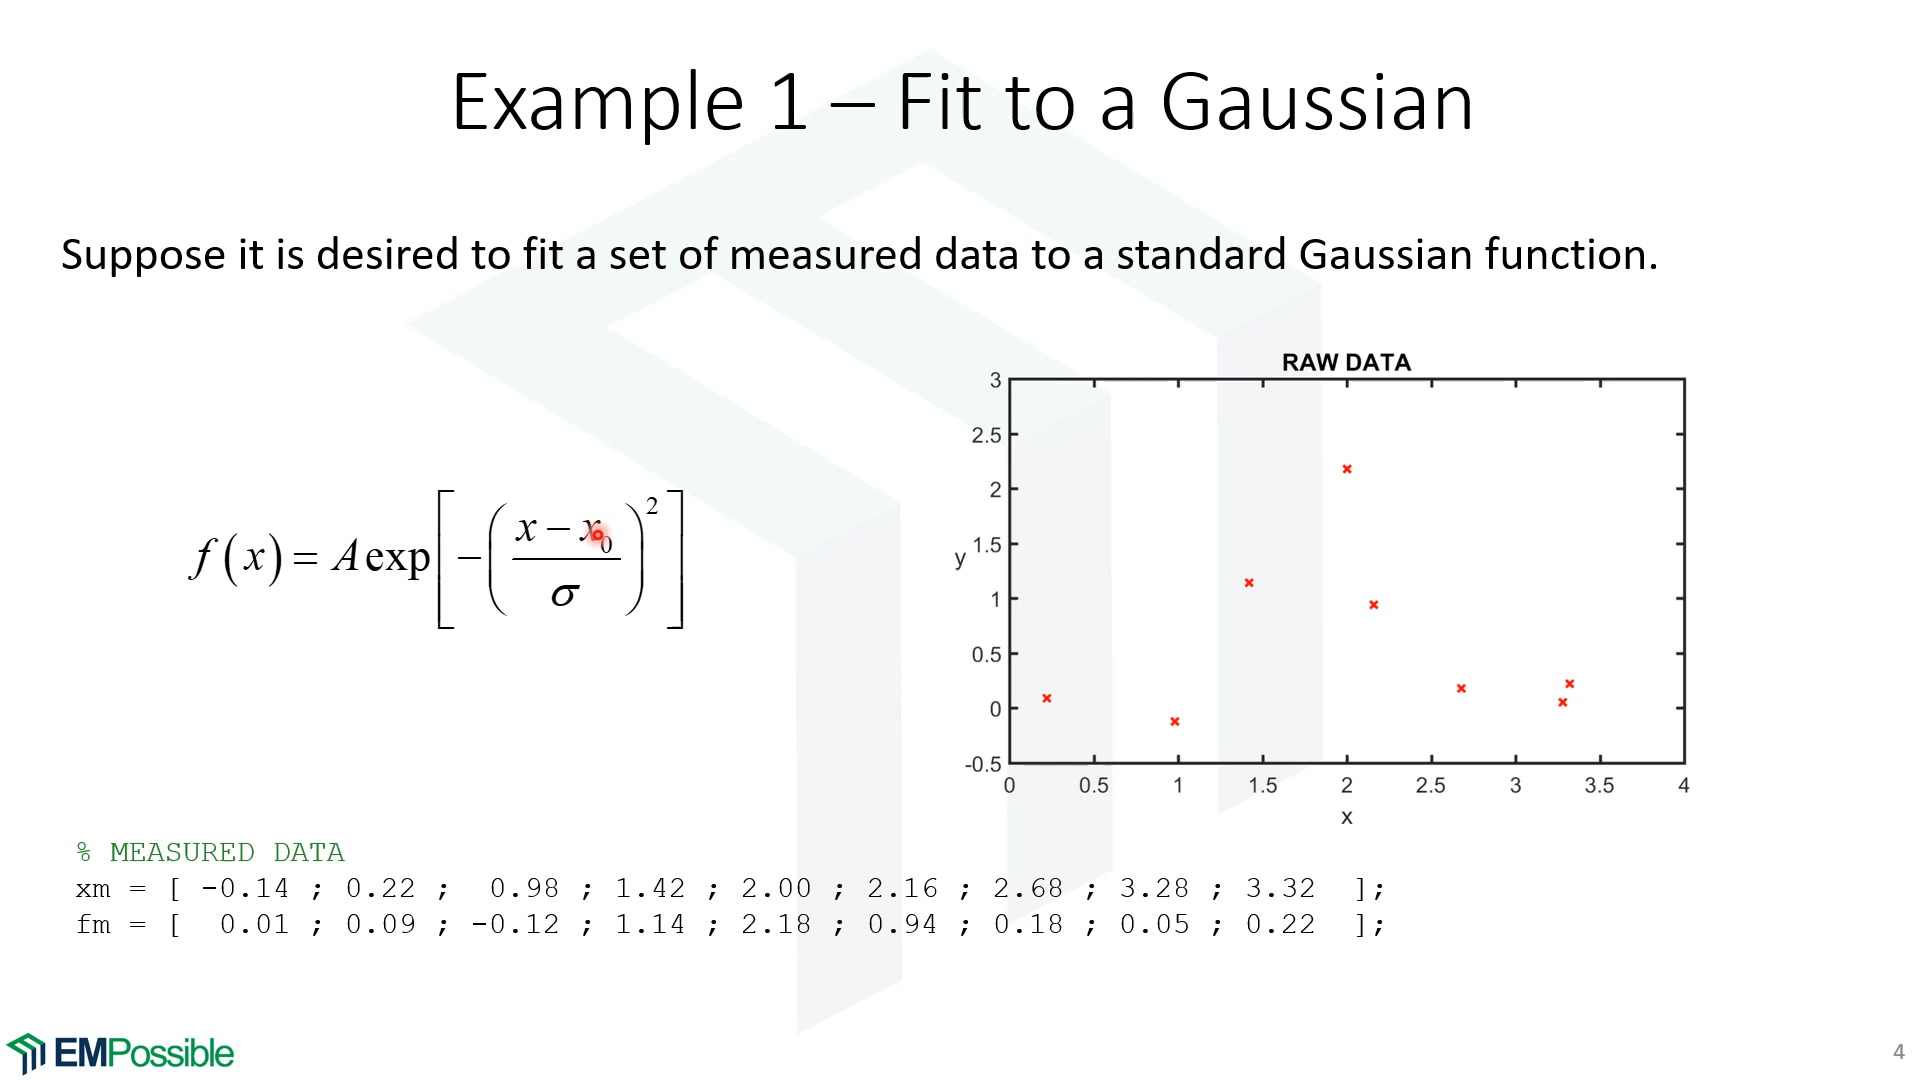 Example 1 – Fit to a Gaussian
Suppose it is desired to fit a set of measured data to a standard Gaussian function.
f(x) = A exp[−((x − x₀)/σ)²]
RAW DATA
3
2.5
2
1.5
1
0.5
0
-0.5
y
0 0.5 1 1.5 2 2.5 3 3.5 4
x
% MEASURED DATA
xm = [ -0.14 ; 0.22 ; 0.98 ; 1.42 ; 2.00 ; 2.16 ; 2.68 ; 3.28 ; 3.32 ];
fm = [ 0.01 ; 0.09 ; -0.12 ; 1.14 ; 2.18 ; 0.94 ; 0.18 ; 0.05 ; 0.22 ];
EMPossible
4